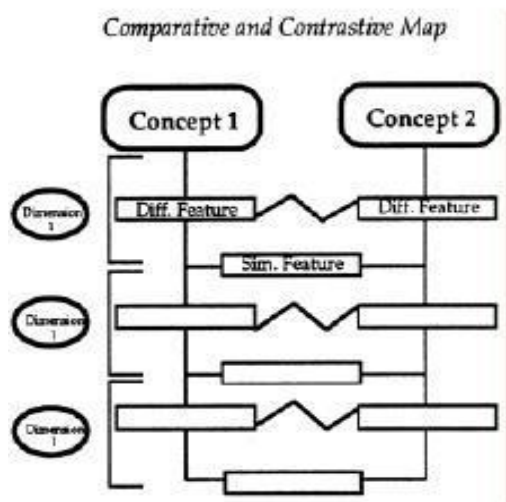 Comparative and Contrastive Map
Concept 1
Concept 2
Dimension
1
Diff. Feature
Diff. Feature
Sim. Feature
Dimension
1
Dimension
1